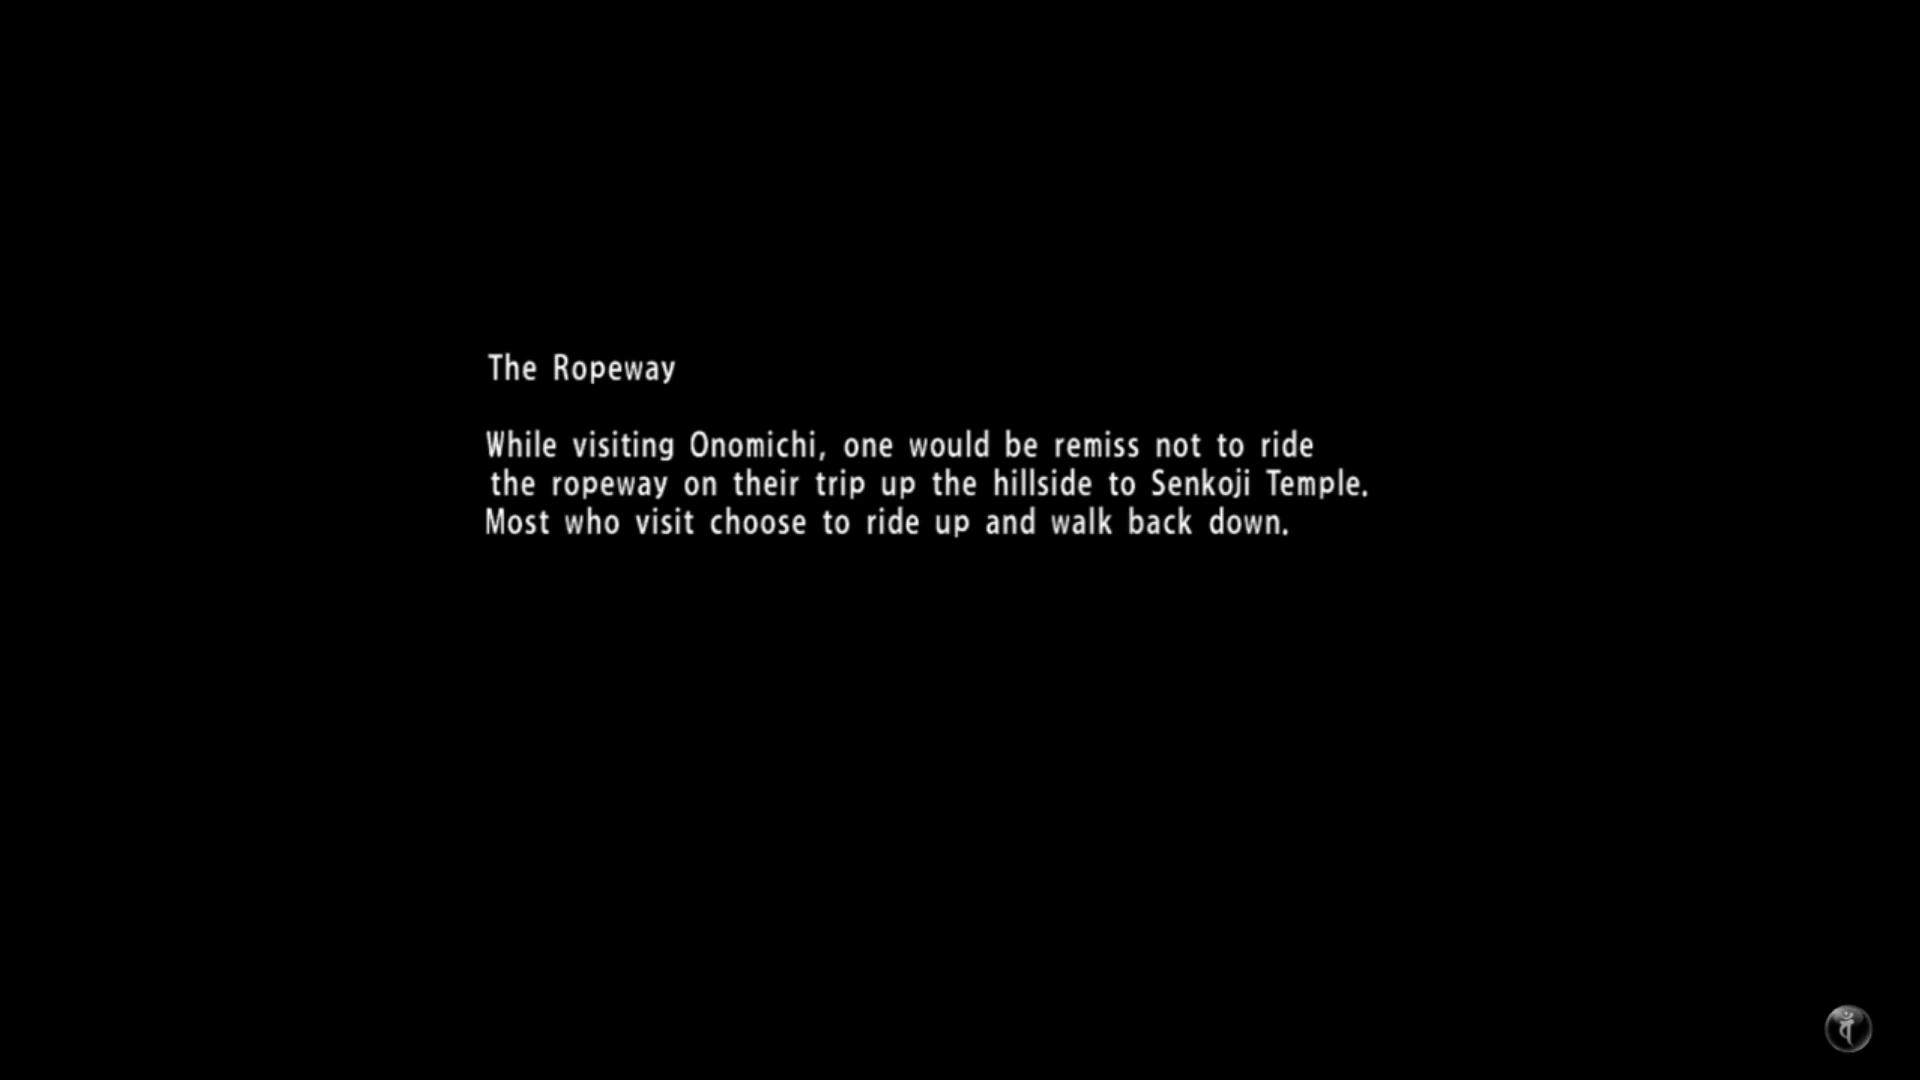 The Ropeway
While visiting Onomichi, one would be remiss not to ride
the ropeway on their trip up the hillside to Senkoji Temple.
Most who visit choose to ride up and walk back down.